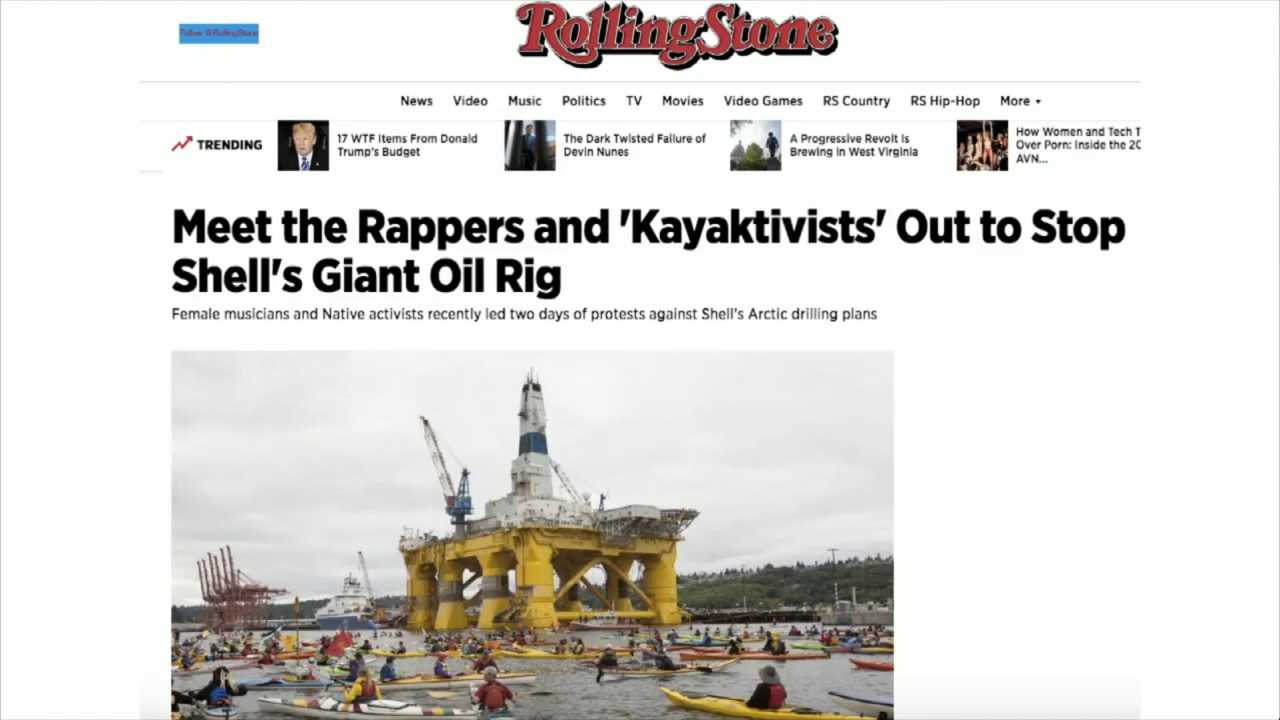 Follow @RollingStone
RollingStone
News Video Music Politics TV Movies Video Games RS Country RS Hip-Hop More
TRENDING
17 WTF Items From Donald
Trump's Budget
The Dark Twisted Failure of
Devin Nunes
A Progressive Revolt Is
Brewing in West Virginia
How Women and Tech T
Over Porn: Inside the 20
AVN...
Meet the Rappers and 'Kayaktivists' Out to Stop
Shell's Giant Oil Rig
Female musicians and Native activists recently led two days of protests against Shell's Arctic drilling plans